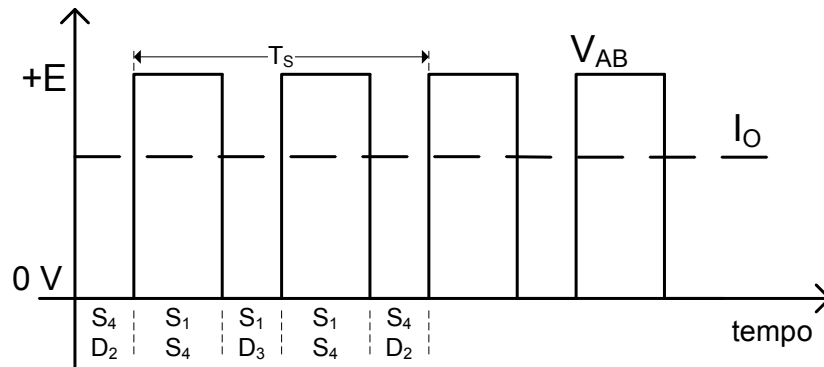 T_S
+E
V_AB
I_O
0 V
S_4 S_1 S_1 S_1 S_4
D_2 S_4 D_3 S_4 D_2
tempo